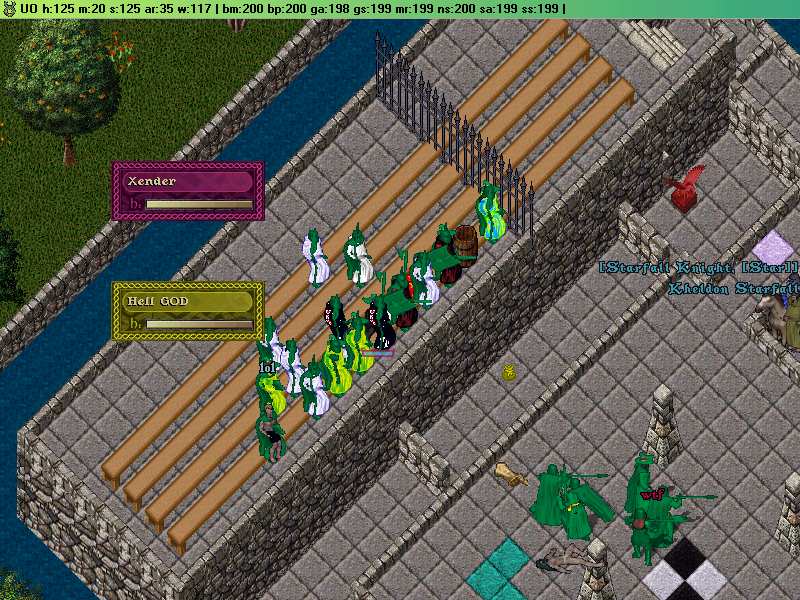 UO h:125 m:20 s:125 ar:35 w:117 | bm:200 bp:200 ga:198 gs:199 mr:199 ns:200 sa:199 ss:199 |
Xender
b:
[Starfall Knight, [Star]]
Kheldon Starfall
Hell GOD
b:
lol
wtf